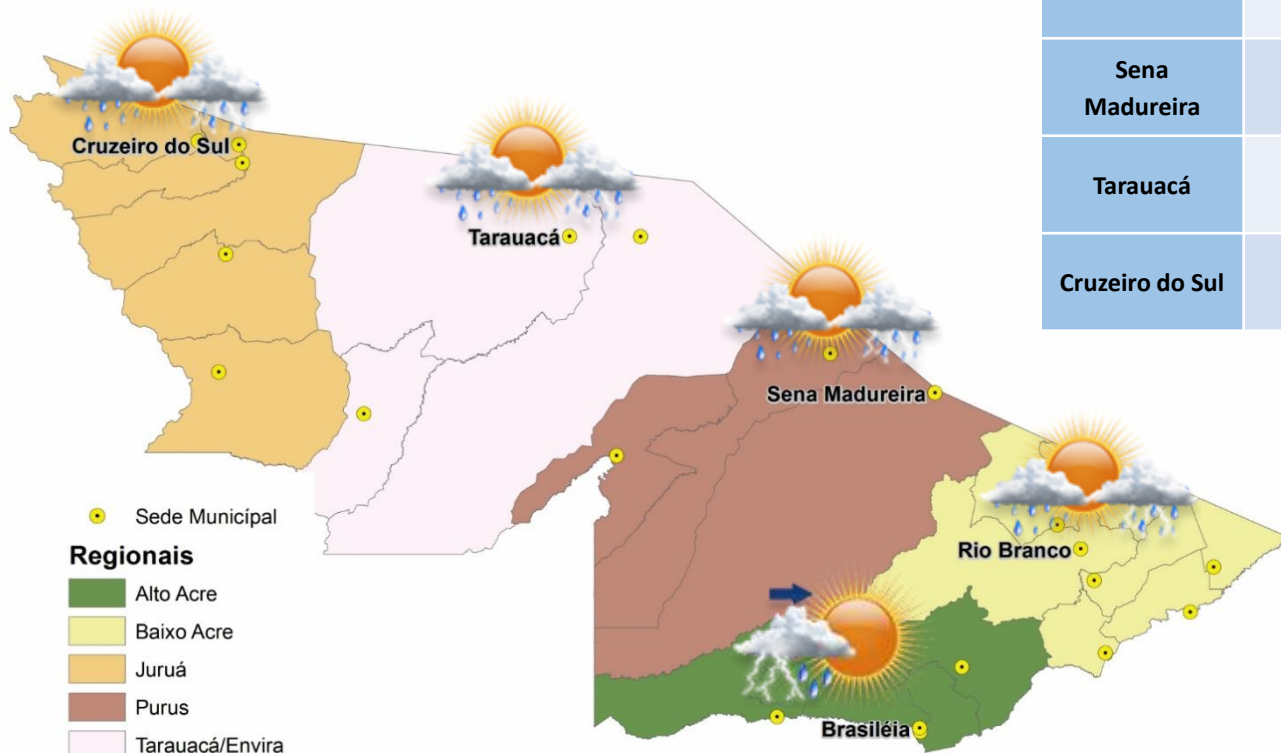 Sena
Madureira
Tarauacá
Cruzeiro do Sul
Cruzeiro do Sul
Tarauacá
Sena Madureira
Rio Branco
Brasiléia
Sede Municípal
Regionais
Alto Acre
Baixo Acre
Juruá
Purus
Tarauacá/Envira